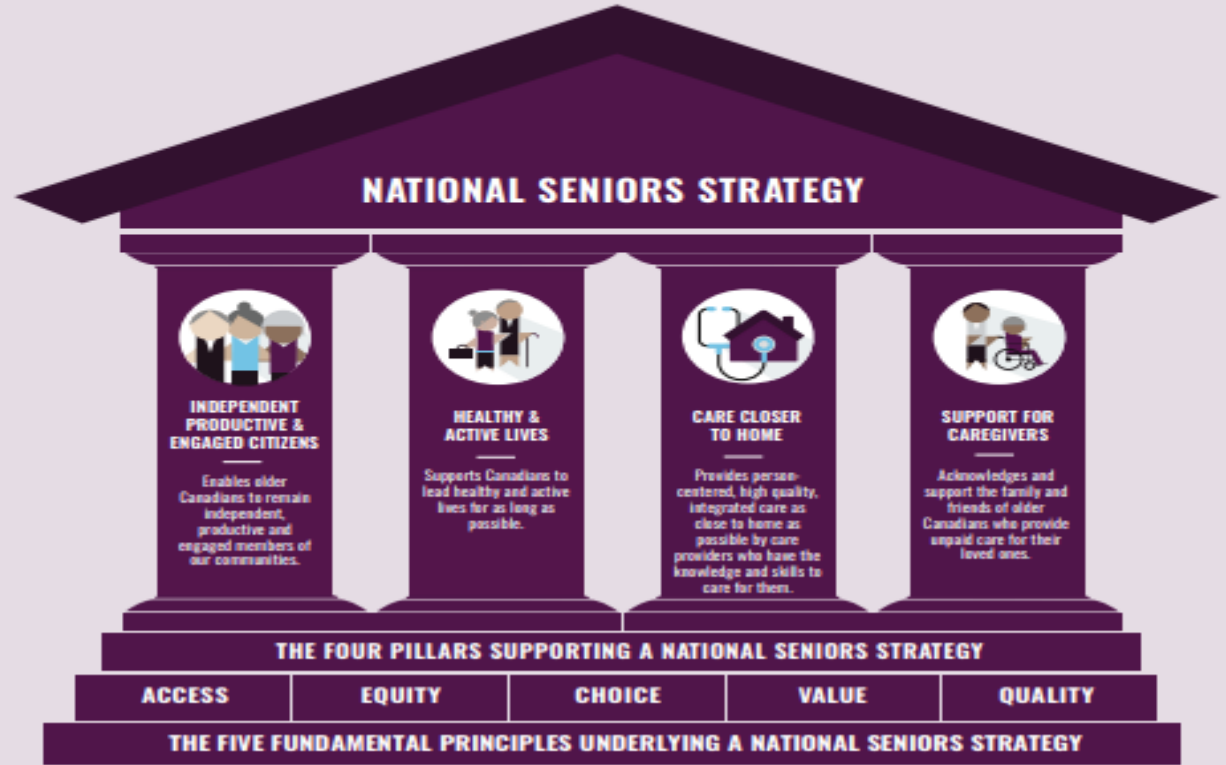 NATIONAL SENIORS STRATEGY
INDEPENDENT
PRODUCTIVE &
ENGAGED CITIZENS
Enables older
Canadians to remain
independent,
productive and
engaged members of
our communities.
HEALTHY &
ACTIVE LIVES
Supports Canadians to
lead healthy and active
lives for as long as
possible.
CARE CLOSER
TO HOME
Provides person-
centered, high quality,
integrated care as
close to home as
possible by care
providers who have the
knowledge and skills to
care for them.
SUPPORT FOR
CAREGIVERS
Acknowledges and
support the family and
friends of older
Canadians who provide
unpaid care for their
loved ones.
THE FOUR PILLARS SUPPORTING A NATIONAL SENIORS STRATEGY
ACCESS EQUITY CHOICE VALUE QUALITY
THE FIVE FUNDAMENTAL PRINCIPLES UNDERLYING A NATIONAL SENIORS STRATEGY